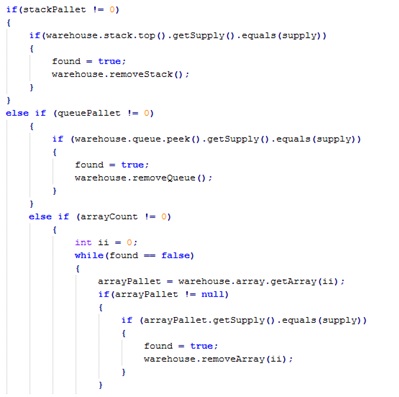 if(stackPallet != 0)
{
if(warehouse.stack.top().getSupply().equals(supply))
{
found = true;
warehouse.removeStack();
}
}
else if (queuePallet != 0)
{
if (warehouse.queue.peek().getSupply().equals(supply))
{
found = true;
warehouse.removeQueue();
}
}
else if (arrayCount != 0)
{
int ii = 0;
while(found == false)
{
arrayPallet = warehouse.array.getArray(ii);
if(arrayPallet != null)
{
if (arrayPallet.getSupply().equals(supply))
{
found = true;
warehouse.removeArray(ii);
}
}